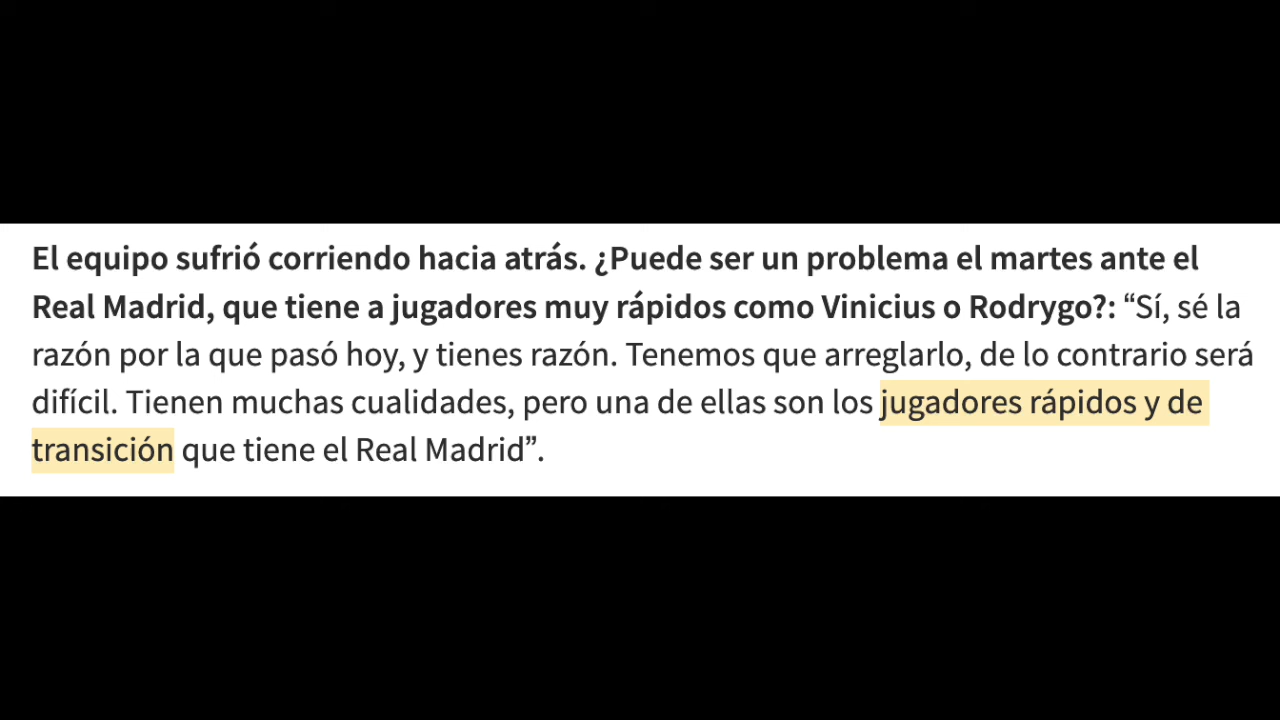 El equipo sufrió corriendo hacia atrás. ¿Puede ser un problema el martes ante el
Real Madrid, que tiene a jugadores muy rápidos como Vinicius o Rodrygo?: “Sí, sé la
razón por la que pasó hoy, y tienes razón. Tenemos que arreglarlo, de lo contrario será
difícil. Tienen muchas cualidades, pero una de ellas son los jugadores rápidos y de
transición que tiene el Real Madrid”.